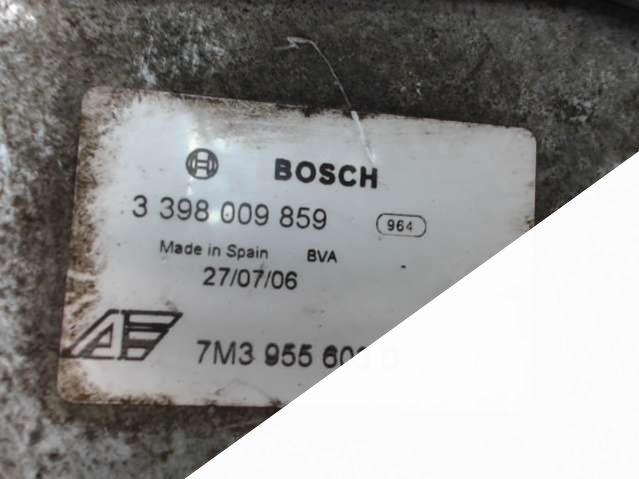 BOSCH
3 398 009 859 964
Made in Spain BVA
27/07/06
7M3 955